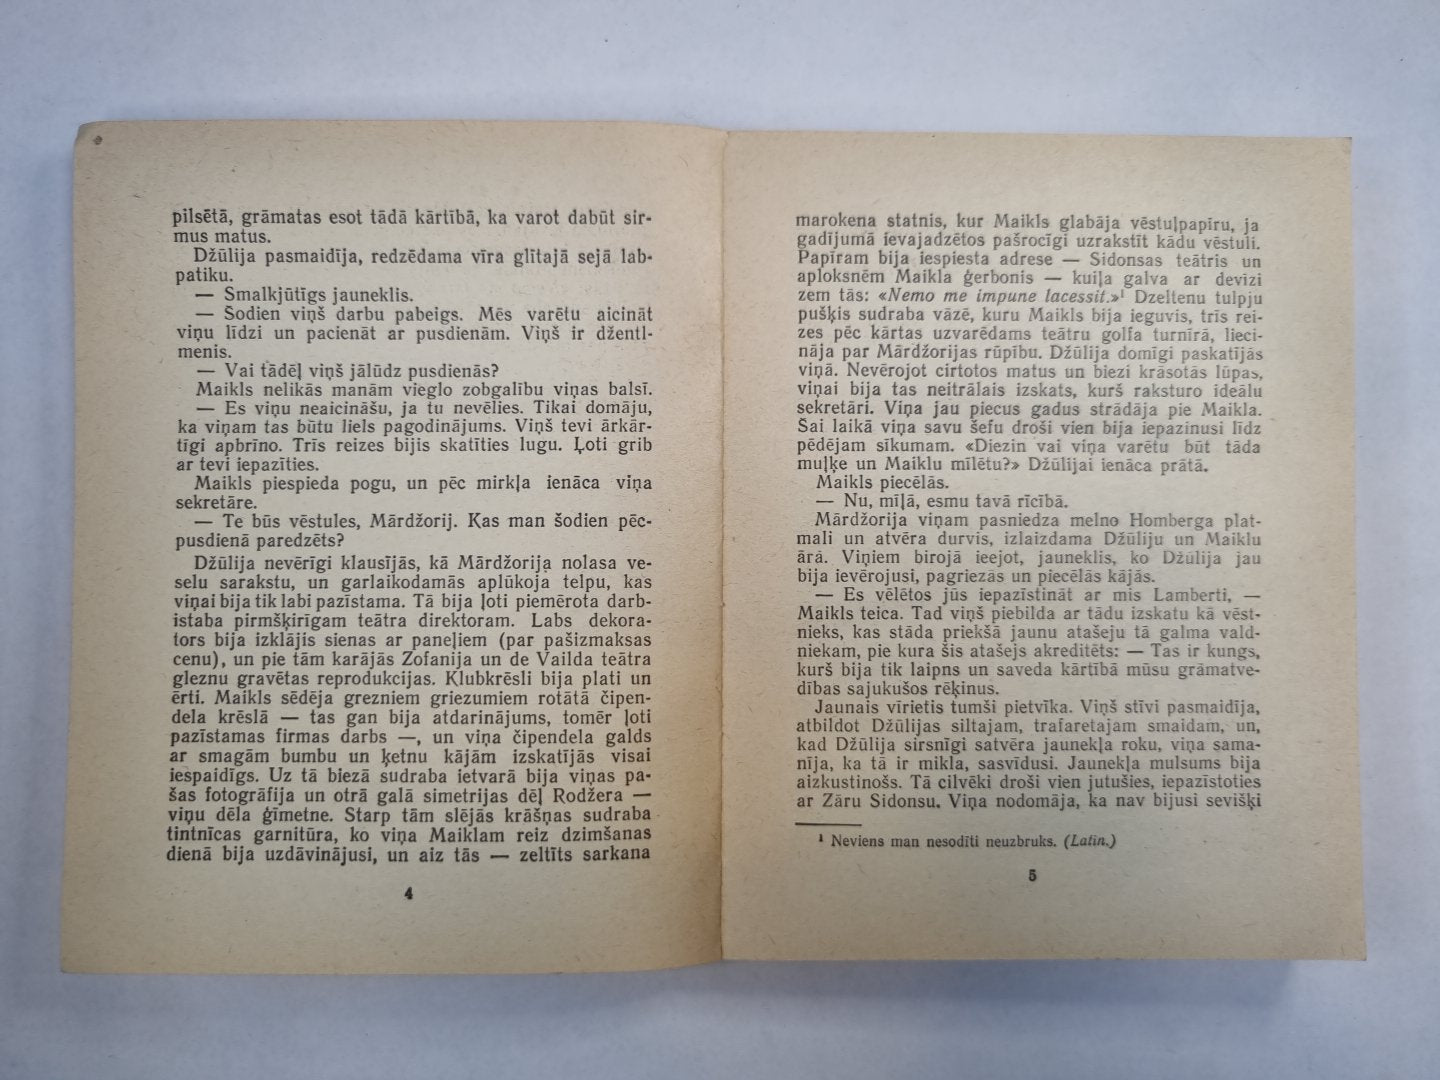 pilsētā, grāmatas esot tādā kārtībā, ka varot dabūt sir-
mus matus.
Džūlija pasmaidīja, redzēdama vīra glītajā sejā lab-
patiku.
— Smalkjūtīgs jauneklis.
— Šodien viņš darbu pabeigs. Mēs varētu aicināt
viņu līdzi un pacienāt ar pusdienām. Viņš ir džentl-
menis.
— Vai tādēļ viņš jālūdz pusdienās?
Maikls nelikās manām vieglo zobgalību viņas balsī.
— Es viņu neaicināšu, ja tu nevēlies. Tikai domāju,
ka viņam tas būtu liels pagodinājums. Viņš tevi ārkār-
tīgi apbrīno. Trīs reizes bijis skatīties lugu. Ļoti grib
ar tevi iepazīties.
Maikls piespieda pogu, un pēc mirkļa ienāca viņa
sekretāre.
— Te būs vēstules, Mārdžorij. Kas man šodien pēc-
pusdienā paredzēts?
Džūlija nevērīgi klausījās, kā Mārdžorija nolasa ve-
selu sarakstu, un garlaikodamās aplūkoja telpu, kas
viņai bija tik labi pazīstama. Tā bija ļoti piemērota darb-
istaba pirmšķirīgam teātra direktoram. Labs dekora-
tors bija izklājis sienas ar paneļiem (par pašizmaksas
cenu), un pie tām karājās Zofanija un de Vailda teātra
gleznu gravētas reprodukcijas. Klubkrēsli bija plati un
ērti. Maikls sēdēja grezniem griezumiem rotātā čipen-
dela krēslā — tas gan bija atdarinājums, tomēr ļoti
pazīstamas firmas darbs —, un viņa čipendela galds
ar smagām bumbu un ķetnu kājām izskatījās visai
iespaidīgs. Uz tā biezā sudraba ietvarā bija viņas pa-
šas fotogrāfija un otrā galā simetrijas dēļ Rodžera —
viņu dēla ģīmetne. Starp tām slējās krāšņas sudraba
tintnīcas garnitūra, ko viņa Maiklam reiz dzimšanas
dienā bija uzdāvinājusi, un aiz tās — zeltīts sarkana
4
marokena statnis, kur Maikls glabāja vēstuļpapīru, ja
gadījumā ievajadzētos pašrocīgi uzrakstīt kādu vēstuli.
Papīram bija iespiesta adrese — Sidonsas teātris un
aploksnēm Maikla ģerbonis — kuiļa galva ar devīzi
zem tās: «Nemo me impune lacessit.»¹ Dzeltenu tulpju
pušķis sudraba vāzē, kuru Maikls bija ieguvis, trīs rei-
zes pēc kārtas uzvarēdams teātru golfa turnīrā, lieci-
nāja par Mārdžorijas rūpību. Džūlija domīgi paskatījās
viņā. Nevērojot cirtotos matus un biezi krāsotās lūpas,
viņai bija tas neitrālais izskats, kurš raksturo ideālu
sekretāri. Viņa jau piecus gadus strādāja pie Maikla.
Šai laikā viņa savu šefu droši vien bija iepazinusi līdz
pēdējam sīkumam. «Diezin vai viņa varētu būt tāda
muļķe un Maiklu mīlētu?» Džūlijai ienāca prātā.
Maikls piecēlās.
— Nu, mīļā, esmu tavā rīcībā.
Mārdžorija viņam pasniedza melno Homberga plat-
mali un atvēra durvis, izlaizdama Džūliju un Maiklu
ārā. Viņiem birojā ieejot, jauneklis, ko Džūlija jau
bija ievērojusi, pagriezās un piecēlās kājās.
— Es vēlētos jūs iepazīstināt ar mis Lamberti, —
Maikls teica. Tad viņš piebilda ar tādu izskatu kā vēst-
nieks, kas stāda priekšā jaunu atašeju tā galma vald-
niekam, pie kura šis atašejs akreditēts: — Tas ir kungs,
kurš bija tik laipns un saveda kārtībā mūsu grāmatve-
dības sajukušos rēķinus.
Jaunais vīrietis tumši pietvīka. Viņš stīvi pasmaidīja,
atbildot Džūlijas siltajam, trafaretajam smaidam, un,
kad Džūlija sirsnīgi satvēra jaunekļa roku, viņa sama-
nīja, ka tā ir mikla, sasvīdusi. Jaunekļa mulsums bija
aizkustinošs. Tā cilvēki droši vien jutušies, iepazīstoties
ar Zāru Sidonsu. Viņa nodomāja, ka nav bijusi sevišķi
¹ Neviens man nesodīti neuzbruks. (Latin.)
5